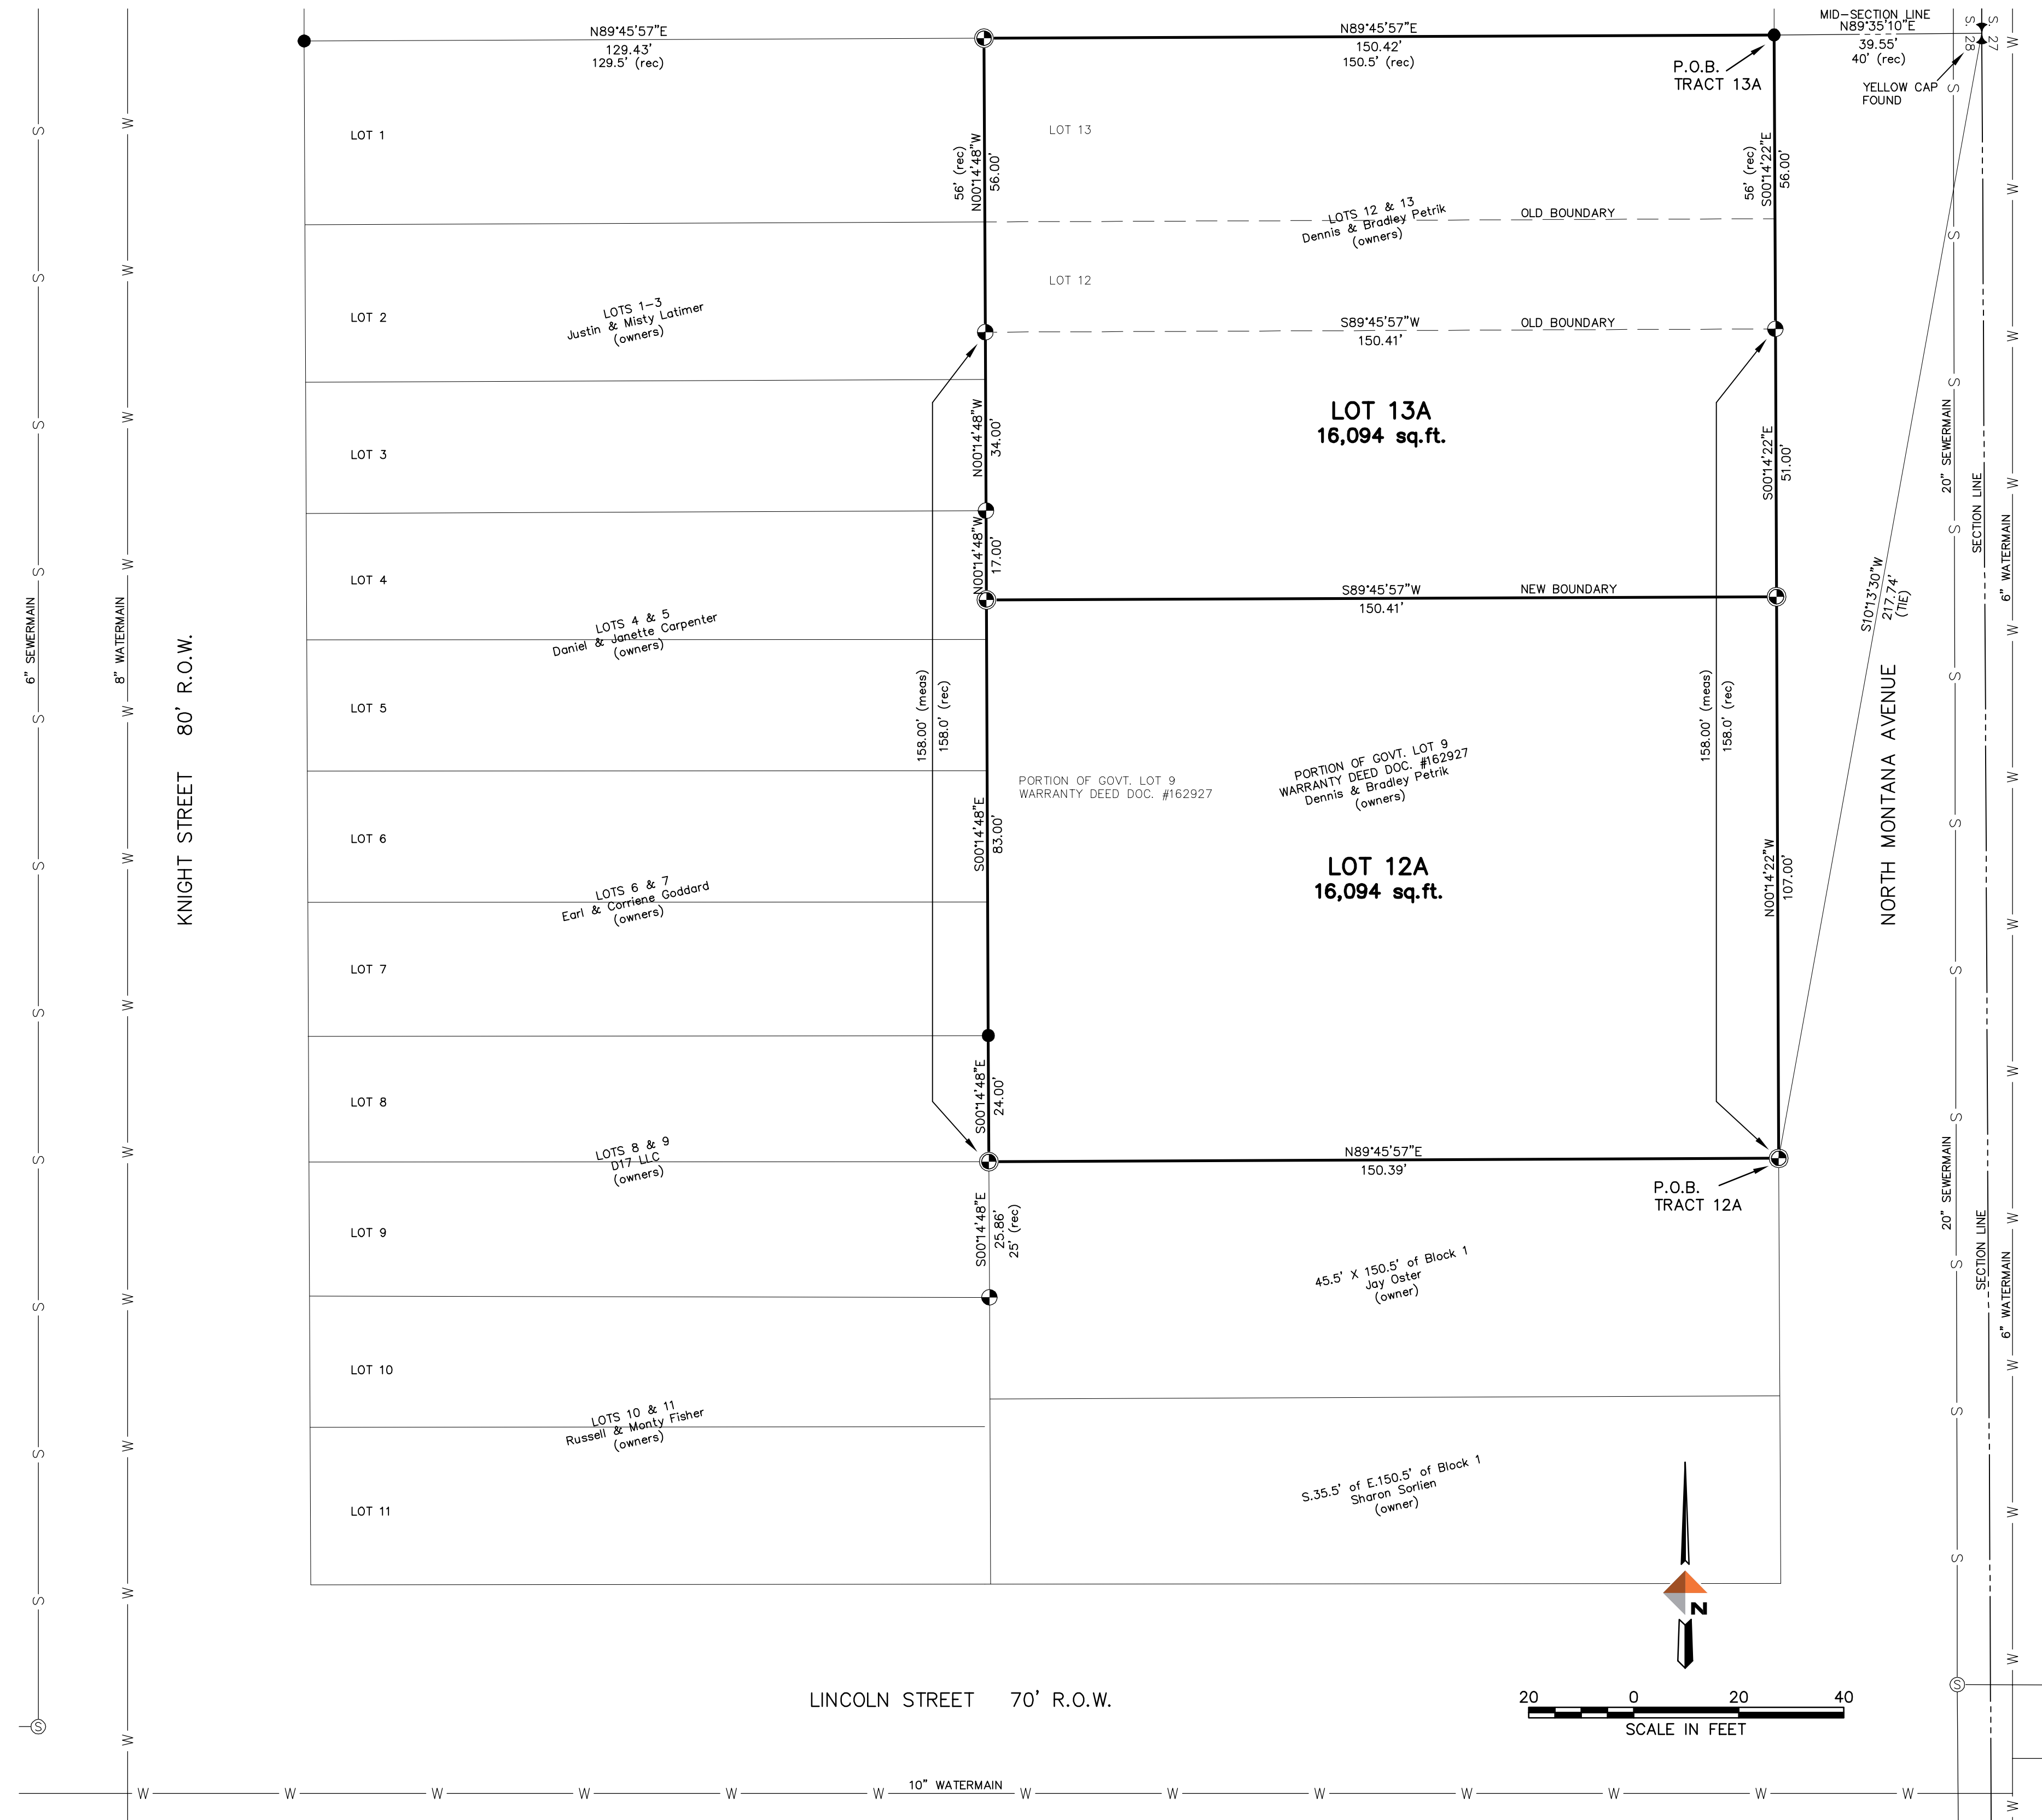 MID-SECTION LINE
N89°35'10"E
39.55'
40' (rec)
S. 28
S. 27
YELLOW CAP
FOUND
N89°45'57"E
129.43'
129.5' (rec)
N89°45'57"E
150.42'
150.5' (rec)
P.O.B.
TRACT 13A
LOT 1
LOT 2
LOTS 1-3
Justin & Misty Latimer
(owners)
LOT 3
LOT 4
LOTS 4 & 5
Daniel & Janette Carpenter
(owners)
LOT 5
LOT 6
LOTS 6 & 7
Earl & Corriene Goddard
(owners)
LOT 7
LOT 8
LOTS 8 & 9
D17 LLC
(owners)
LOT 9
LOT 10
LOTS 10 & 11
Russell & Monty Fisher
(owners)
LOT 11
56' (rec)
N00°14'48"W
56.00'
LOT 13
LOTS 12 & 13
Dennis & Bradley Petrik
(owners)
OLD BOUNDARY
56' (rec)
S00°14'22"E
56.00'
LOT 12
S89°45'57"W
150.41'
OLD BOUNDARY
N00°14'48"W
34.00'
LOT 13A
16,094 sq.ft.
S00°14'22"E
51.00'
N00°14'48"W
17.00'
S89°45'57"W
150.41'
NEW BOUNDARY
158.00' (meas)
158.0' (rec)
158.00' (meas)
158.0' (rec)
PORTION OF GOVT. LOT 9
WARRANTY DEED DOC. #162927
PORTION OF GOVT. LOT 9
WARRANTY DEED DOC. #162927
Dennis & Bradley Petrik
(owners)
S00°14'48"E
83.00'
LOT 12A
16,094 sq.ft.
N00°14'22"W
107.00'
S00°14'48"E
24.00'
N89°45'57"E
150.39'
P.O.B.
TRACT 12A
S00°14'48"E
25.86'
25' (rec)
45.5' X 150.5' of Block 1
Jay Oster
(owner)
S.35.5' of E.150.5' of Block 1
Sharon Sorlien
(owner)
S10°13'30"W
217.74'
(TIE)
6" SEWERMAIN
8" WATERMAIN
KNIGHT STREET 80' R.O.W.
NORTH MONTANA AVENUE
20" SEWERMAIN
SECTION LINE
6" WATERMAIN
20" SEWERMAIN
SECTION LINE
6" WATERMAIN
N
LINCOLN STREET 70' R.O.W.
20 0 20 40
SCALE IN FEET
10" WATERMAIN
S S S S S S S S S S S
W W W W W W W W W W W W
S S S S S S S S S S S
W W W W W W W W W W W W W
W W W W W W W W W W W W W
S
S